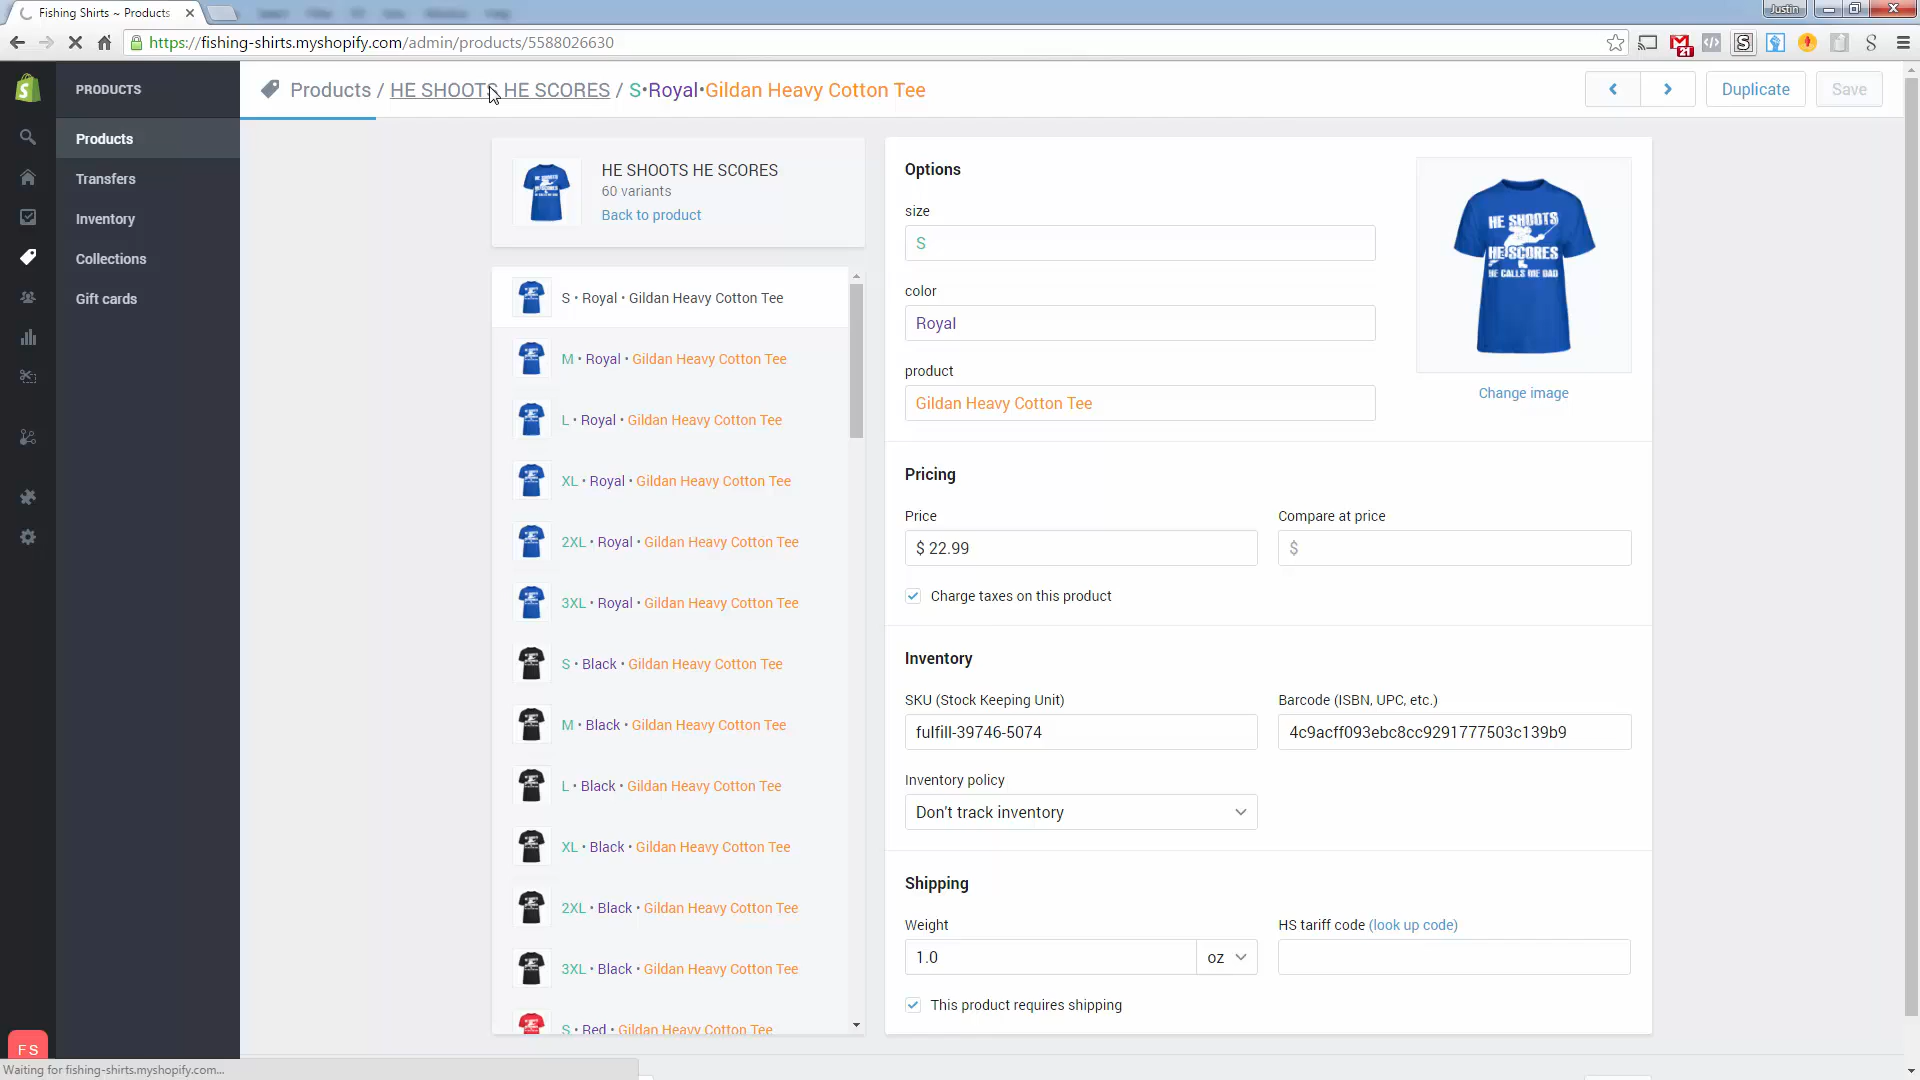 Fishing Shirts ~ Products
Justin
https://fishing-shirts.myshopify.com/admin/products/5588026630
21
PRODUCTS
Products / HE SHOOTS HE SCORES / S•Royal•Gildan Heavy Cotton Tee
Duplicate
Save
Products
Transfers
Inventory
Collections
Gift cards
HE SHOOTS HE SCORES
60 variants
Back to product
S • Royal • Gildan Heavy Cotton Tee
M • Royal • Gildan Heavy Cotton Tee
L • Royal • Gildan Heavy Cotton Tee
XL • Royal • Gildan Heavy Cotton Tee
2XL • Royal • Gildan Heavy Cotton Tee
3XL • Royal • Gildan Heavy Cotton Tee
S • Black • Gildan Heavy Cotton Tee
M • Black • Gildan Heavy Cotton Tee
L • Black • Gildan Heavy Cotton Tee
XL • Black • Gildan Heavy Cotton Tee
2XL • Black • Gildan Heavy Cotton Tee
3XL • Black • Gildan Heavy Cotton Tee
S • Red • Gildan Heavy Cotton Tee
Options
size
S
color
Royal
product
Gildan Heavy Cotton Tee
HE SHOOTS
HE SCORES
HE CALLS ME DAD
Change image
Pricing
Price
Compare at price
$ 22.99
$
Charge taxes on this product
Inventory
SKU (Stock Keeping Unit)
Barcode (ISBN, UPC, etc.)
fulfill-39746-5074
4c9acff093ebc8cc9291777503c139b9
Inventory policy
Don't track inventory
Shipping
Weight
HS tariff code (look up code)
1.0
oz
This product requires shipping
FS
Waiting for fishing-shirts.myshopify.com...